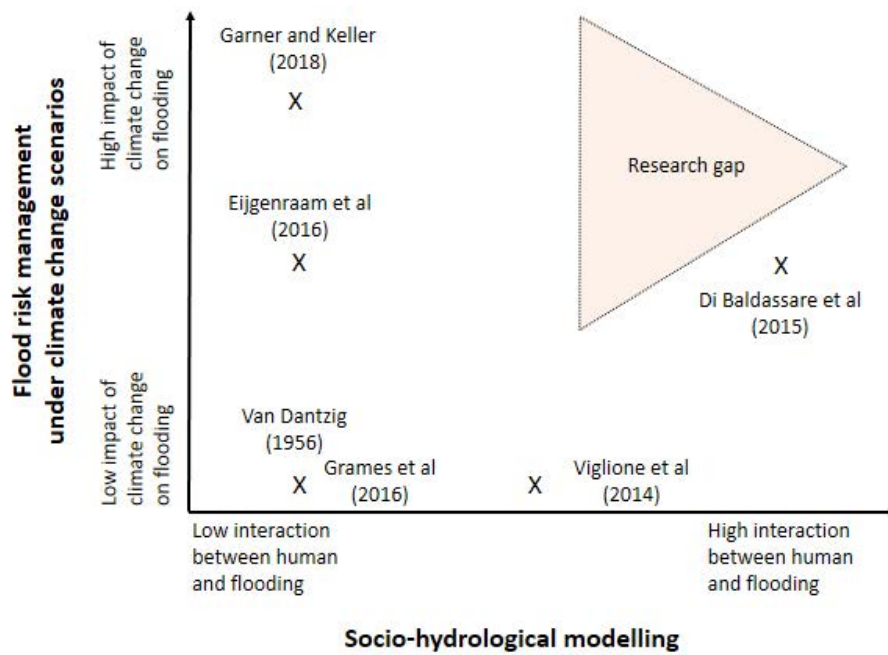 Garner and Keller
(2018)
X
High impact of
climate change
on flooding
Research gap
Eijgenraam et al
(2016)
X
Flood risk management
under climate change scenarios
X
Di Baldassare et al
(2015)
Low impact of
climate change
on flooding
Van Dantzig
(1956)
X
Grames et al
(2016)
X
Viglione et al
(2014)
Low interaction
between human
and flooding
High interaction
between human
and flooding
Socio-hydrological modelling